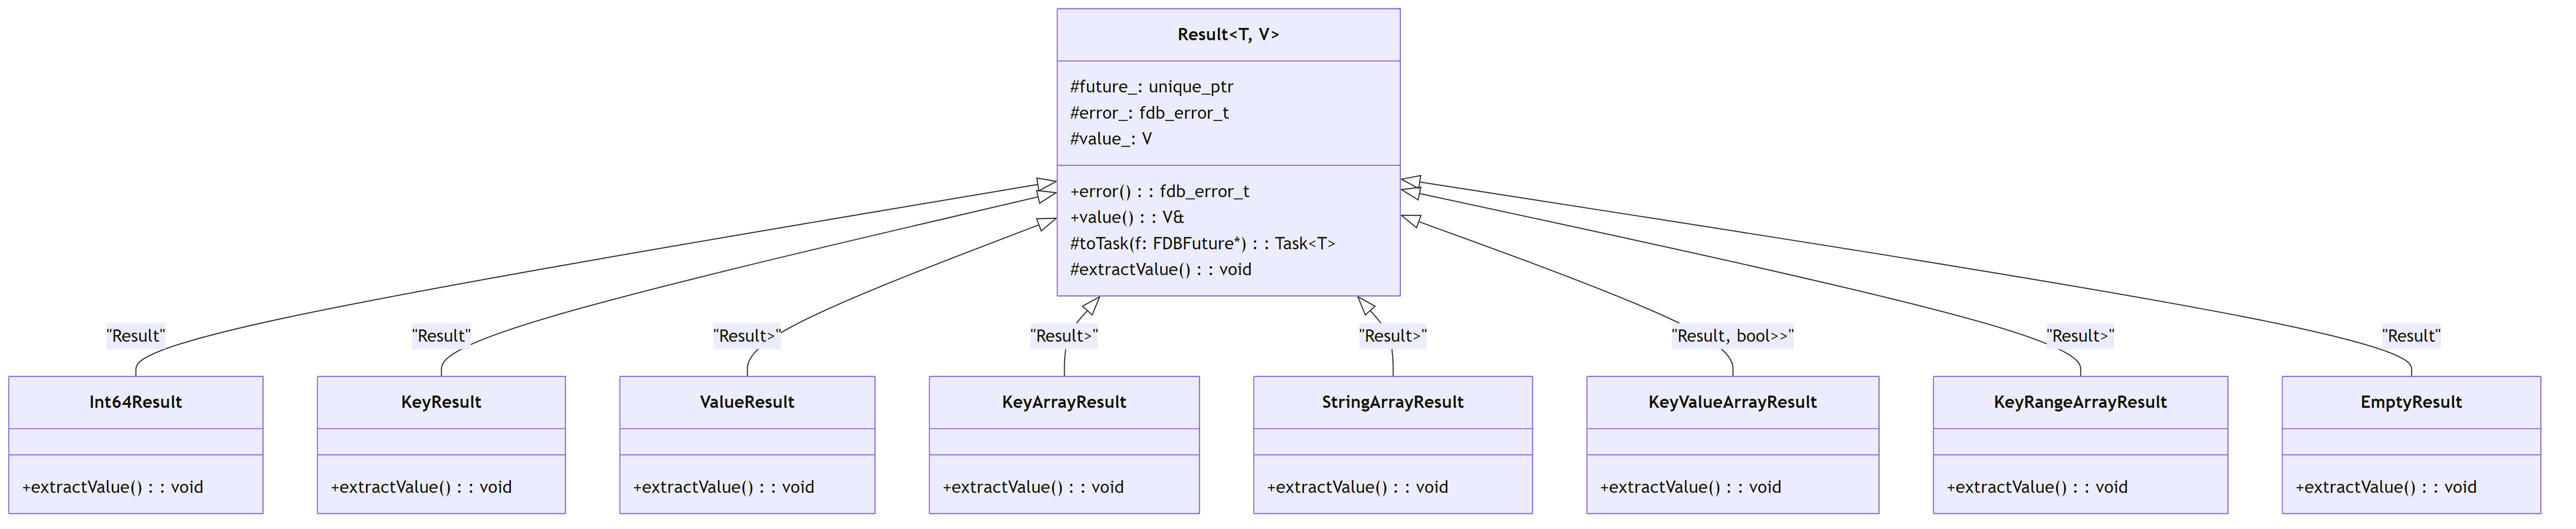 Result<T, V>
#future_: unique_ptr
#error_: fdb_error_t
#value_: V
+error() : : fdb_error_t
+value() : : V&
#toTask(f: FDBFuture*) : : Task<T>
#extractValue() : : void
"Result"
"Result"
"Result>"
"Result>"
"Result>"
"Result, bool>>"
"Result>"
"Result"
Int64Result
+extractValue() : : void
KeyResult
+extractValue() : : void
ValueResult
+extractValue() : : void
KeyArrayResult
+extractValue() : : void
StringArrayResult
+extractValue() : : void
KeyValueArrayResult
+extractValue() : : void
KeyRangeArrayResult
+extractValue() : : void
EmptyResult
+extractValue() : : void